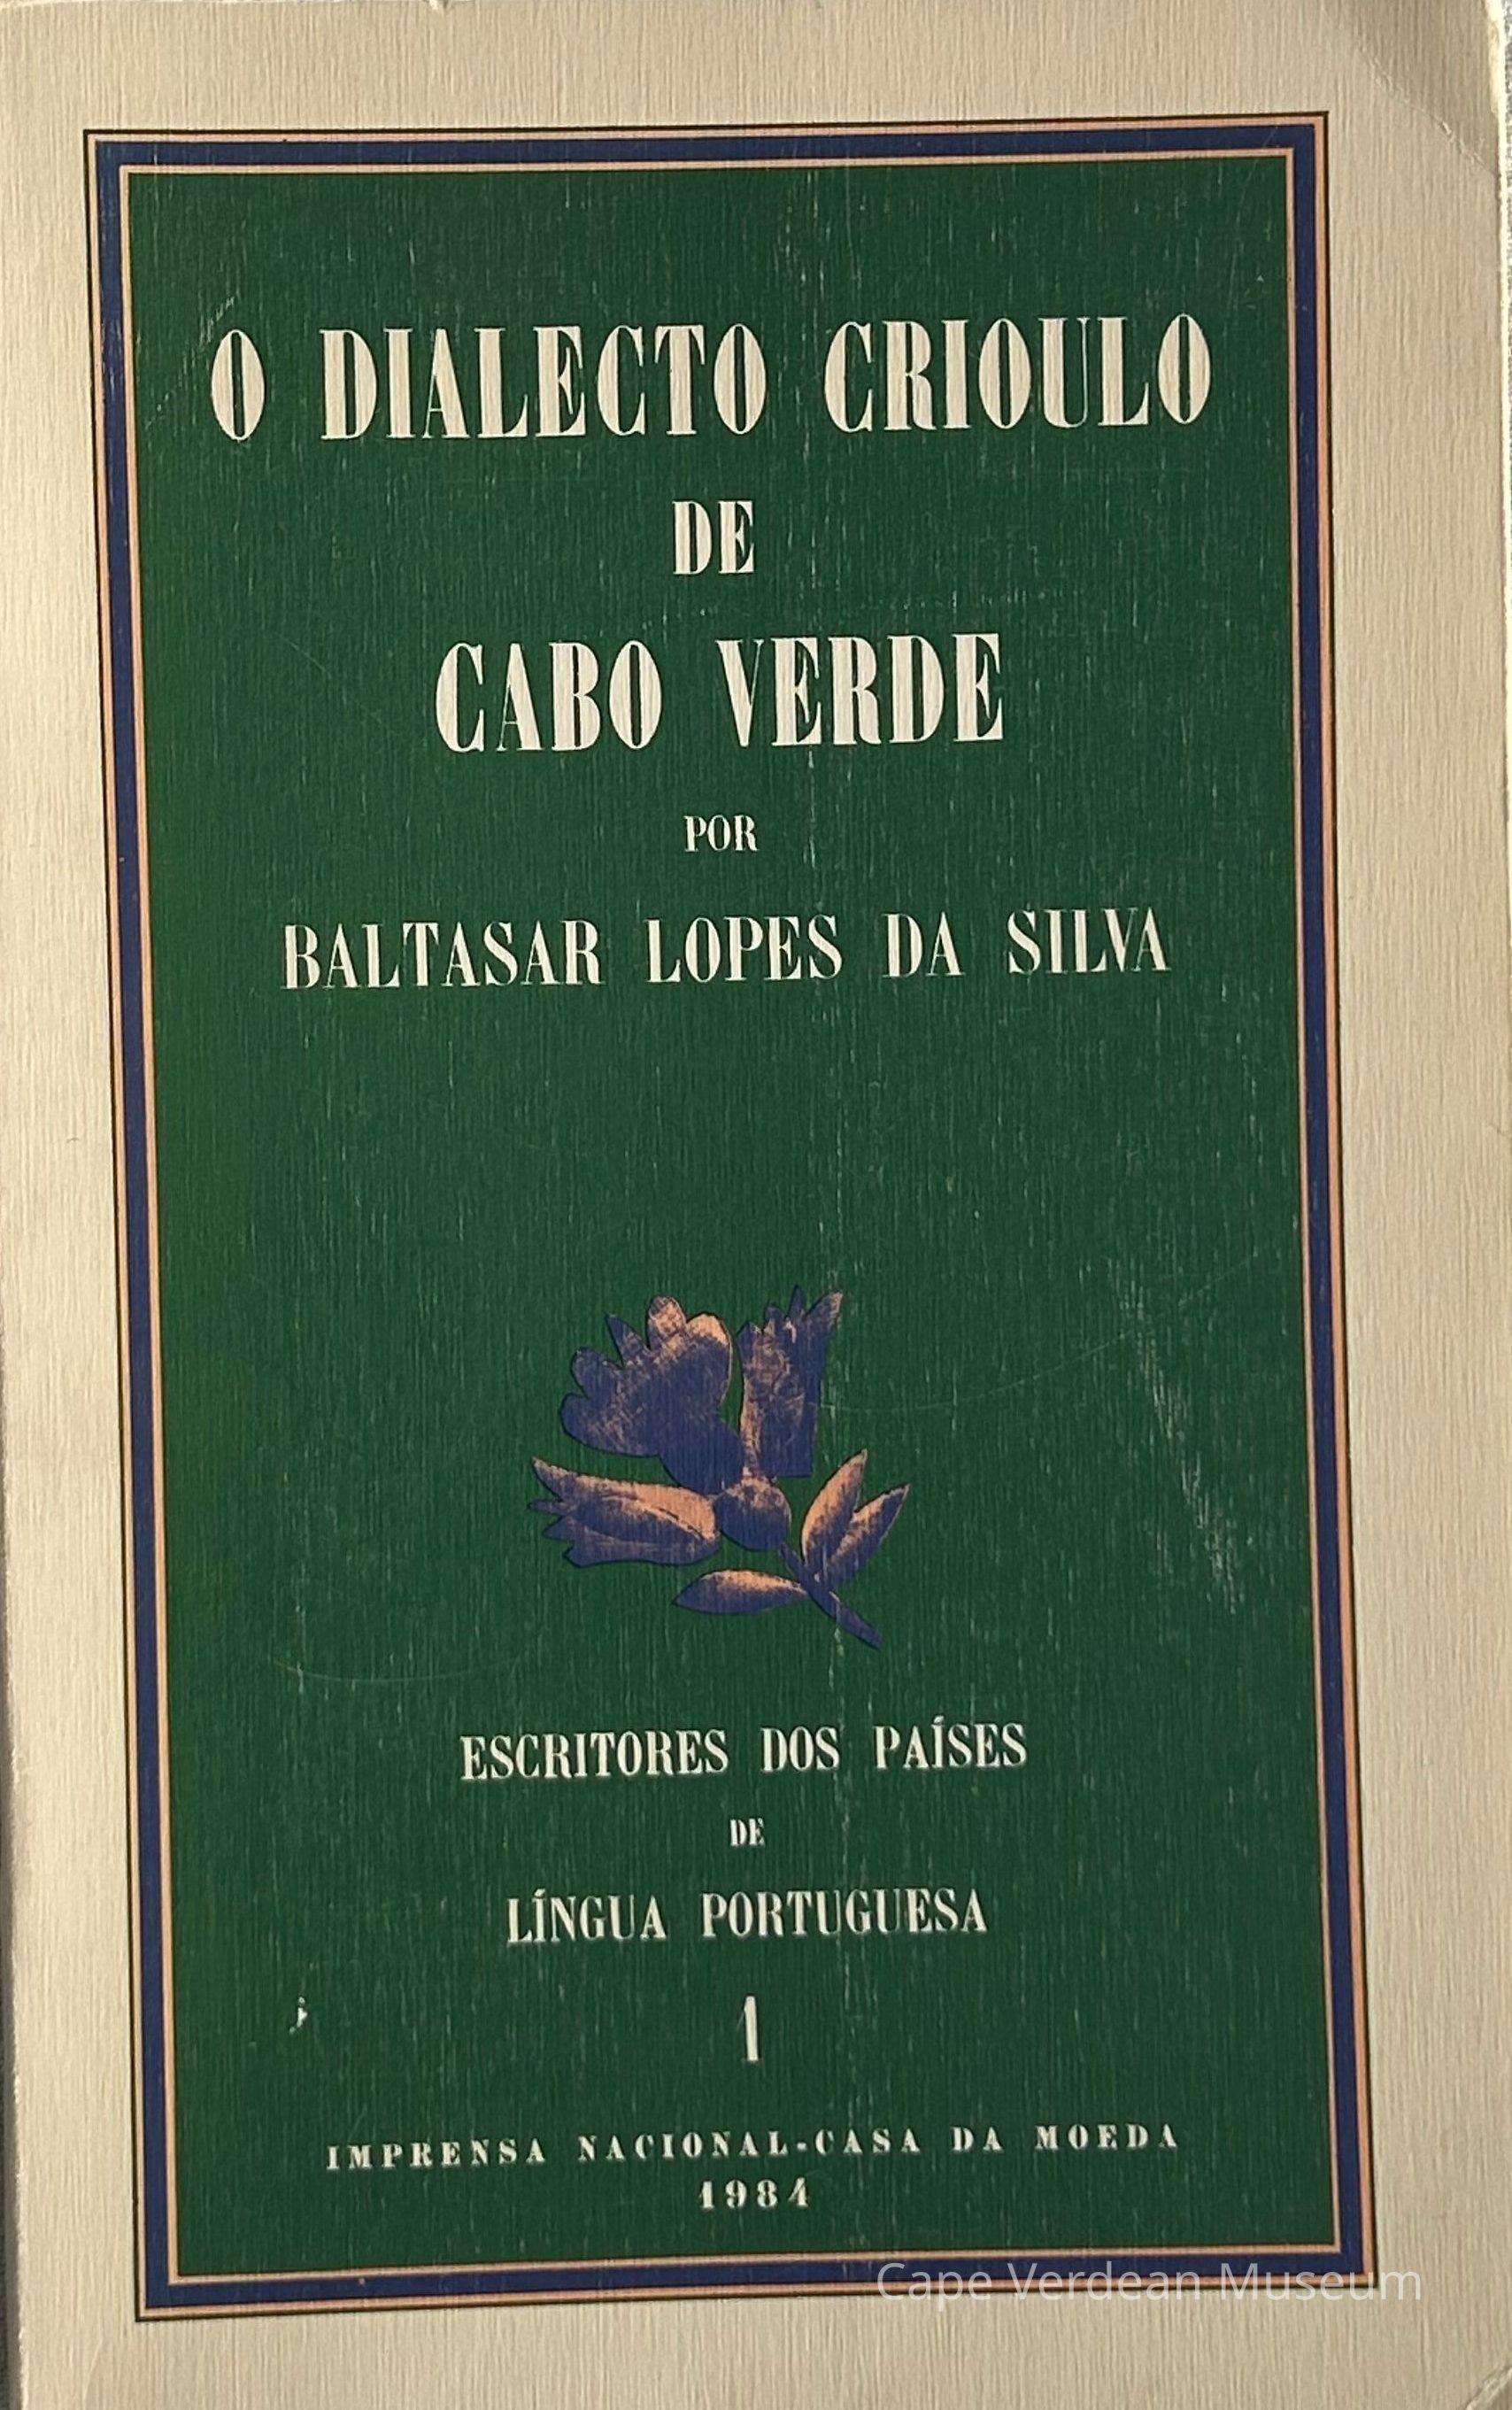 O DIALECTO CRIOULO
DE
CABO VERDE
POR
BALTASAR LOPES DA SILVA
ESCRITORES DOS PAÍSES
DE
LÍNGUA PORTUGUESA
1
IMPRENSA NACIONAL-CASA DA MOEDA
1984
Cape Verdean Museum